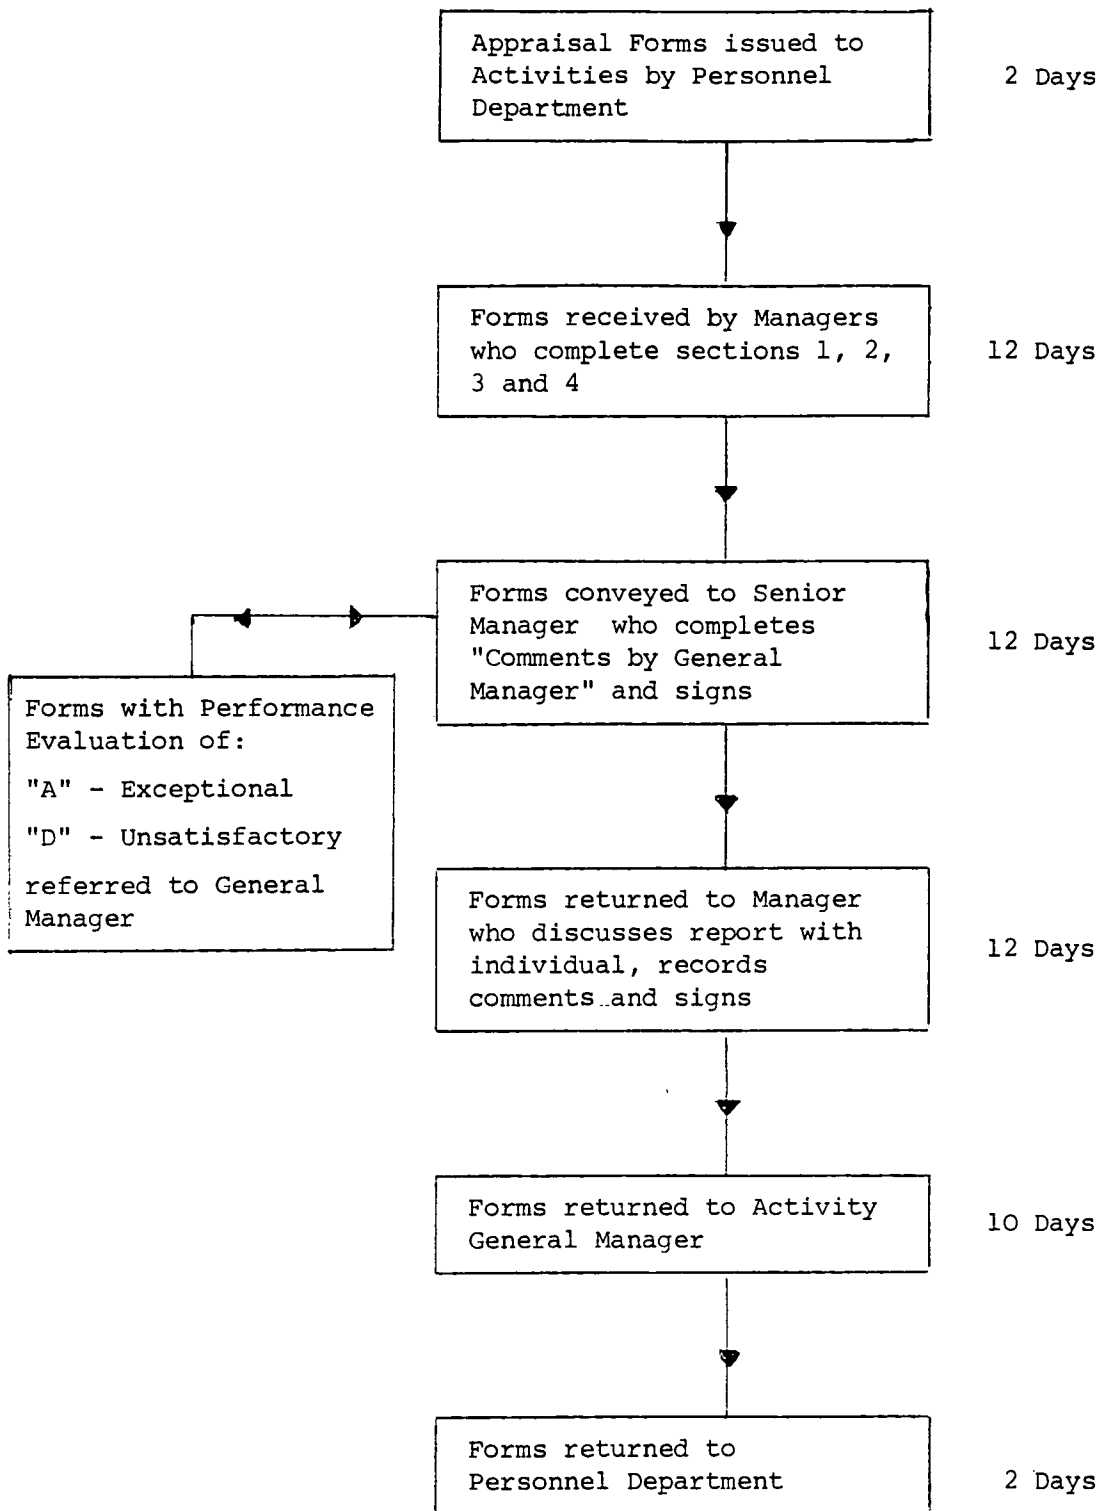 Appraisal Forms issued to
Activities by Personnel
Department
2 Days
Forms received by Managers
who complete sections 1, 2,
3 and 4
12 Days
Forms conveyed to Senior
Manager who completes
"Comments by General
Manager" and signs
12 Days
Forms with Performance
Evaluation of:
"A" - Exceptional
"D" - Unsatisfactory
referred to General
Manager
Forms returned to Manager
who discusses report with
individual, records
comments and signs
12 Days
Forms returned to Activity
General Manager
10 Days
Forms returned to
Personnel Department
2 Days